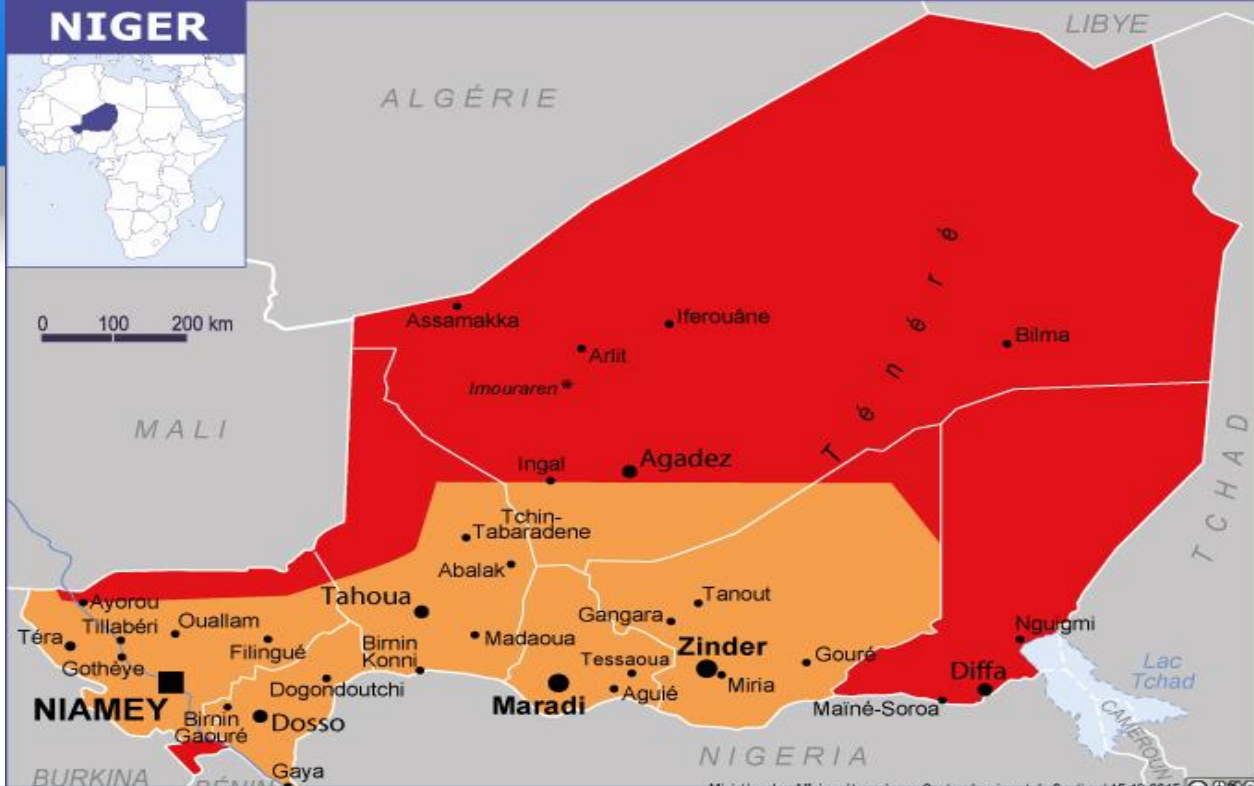 NIGER
LIBYE
ALGÉRIE
0 100 200 km
Assamakka
Iferouâne
Arlit
Bilma
Imouraren
Ténéré
MALI
Ingal
Agadez
TCHAD
Tchin-
Tabaradene
Abalak
Ayorou
Tahoua
Tanout
Tillabéri
Ouallam
Gangara
Téra
Filingué
Birnin
Konni
Madaoua
Zinder
Gothèye
Tessaoua
Gouré
Nguigmi
Lac
Tchad
NIAMEY
Dogondoutchi
Maradi
Aguié
Miria
Diffa
Birnin
Gaouré
Dosso
Maïné-Soroa
CAMEROUN
NIGERIA
BURKINA
BÉNIN
Gaya